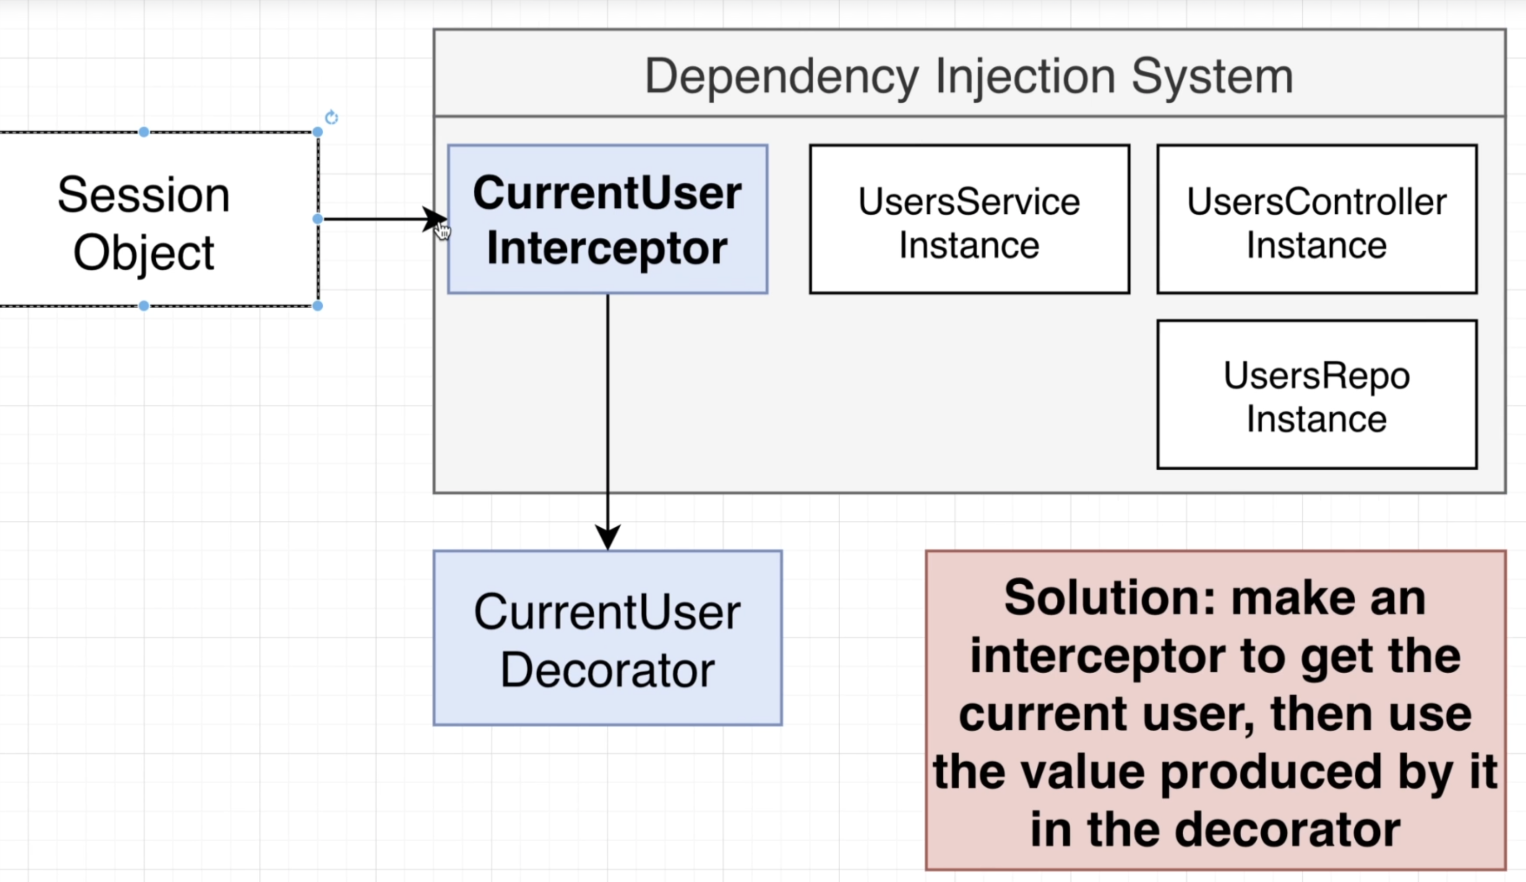 Dependency Injection System
Session
Object
CurrentUser
Interceptor
UsersService
Instance
UsersController
Instance
UsersRepo
Instance
CurrentUser
Decorator
Solution: make an
interceptor to get the
current user, then use
the value produced by it
in the decorator